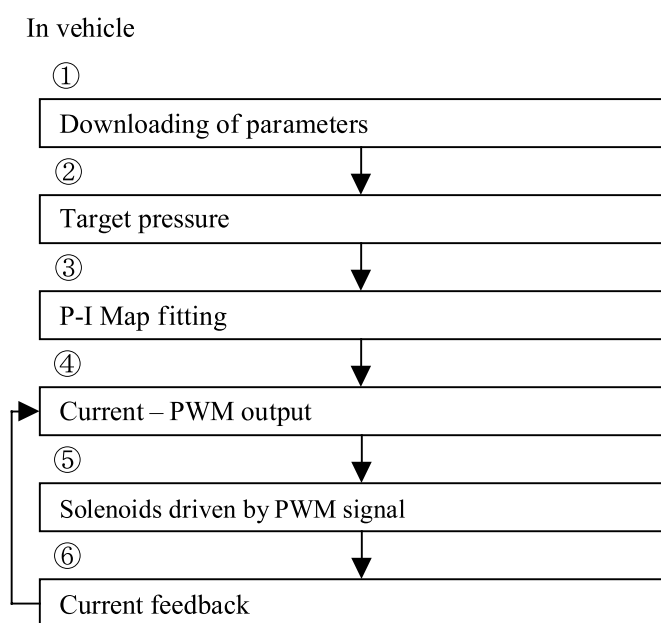 In vehicle
①
Downloading of parameters
②
Target pressure
③
P-I Map fitting
④
Current – PWM output
⑤
Solenoids driven by PWM signal
⑥
Current feedback